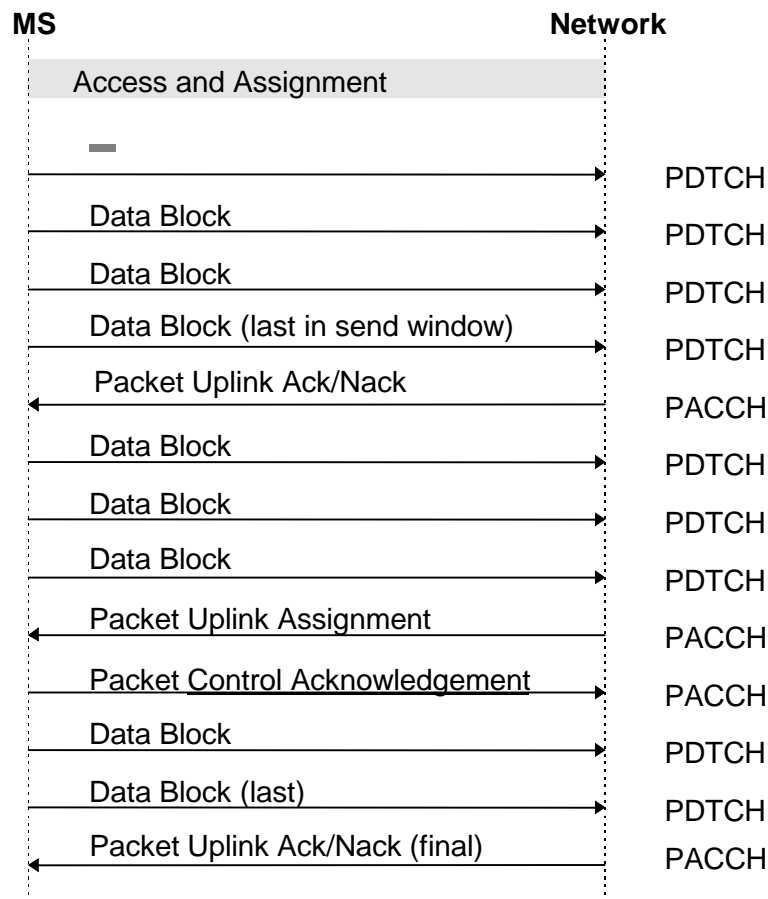 MS Network
Access and Assignment
PDTCH
Data Block PDTCH
Data Block PDTCH
Data Block (last in send window) PDTCH
Packet Uplink Ack/Nack PACCH
Data Block PDTCH
Data Block PDTCH
Data Block PDTCH
Packet Uplink Assignment PACCH
Packet Control Acknowledgement PACCH
Data Block PDTCH
Data Block (last) PDTCH
Packet Uplink Ack/Nack (final) PACCH